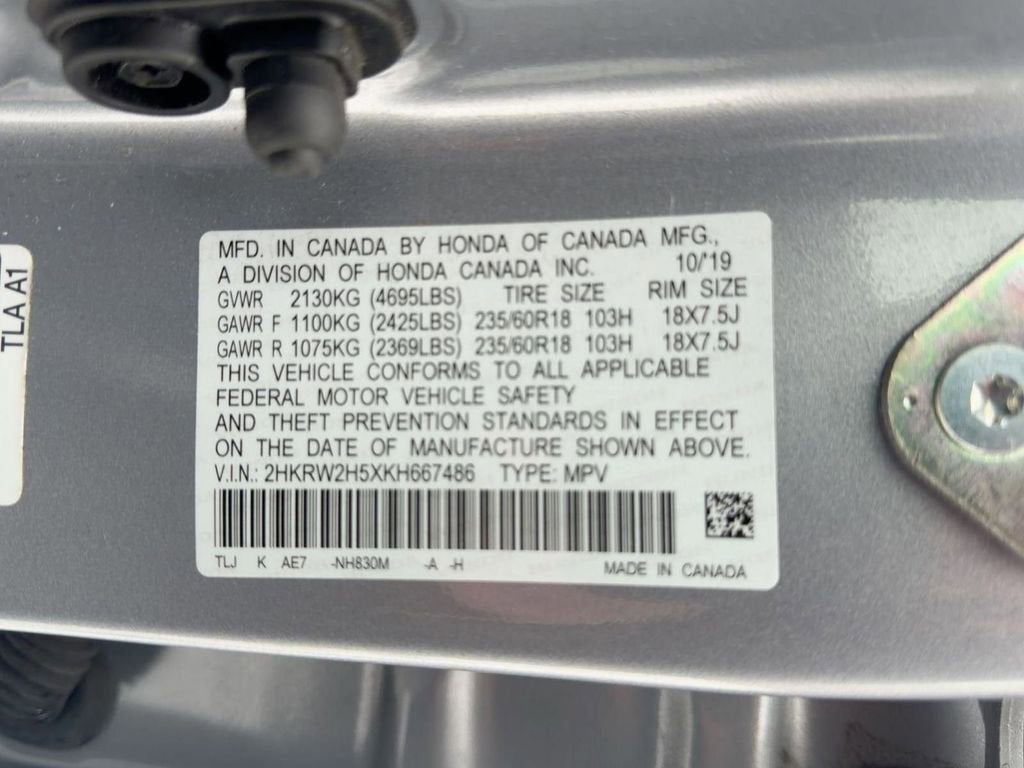 MFD. IN CANADA BY HONDA OF CANADA MFG.,
A DIVISION OF HONDA CANADA INC. 10/'19
GVWR 2130KG (4695LBS) TIRE SIZE RIM SIZE
GAWR F 1100KG (2425LBS) 235/60R18 103H 18X7.5J
GAWR R 1075KG (2369LBS) 235/60R18 103H 18X7.5J
THIS VEHICLE CONFORMS TO ALL APPLICABLE
FEDERAL MOTOR VEHICLE SAFETY
AND THEFT PREVENTION STANDARDS IN EFFECT
ON THE DATE OF MANUFACTURE SHOWN ABOVE.
V.I.N.: 2HKRW2H5XKH667486 TYPE: MPV
TLJ K AE7 -NH830M -A -H MADE IN CANADA
TLA A1